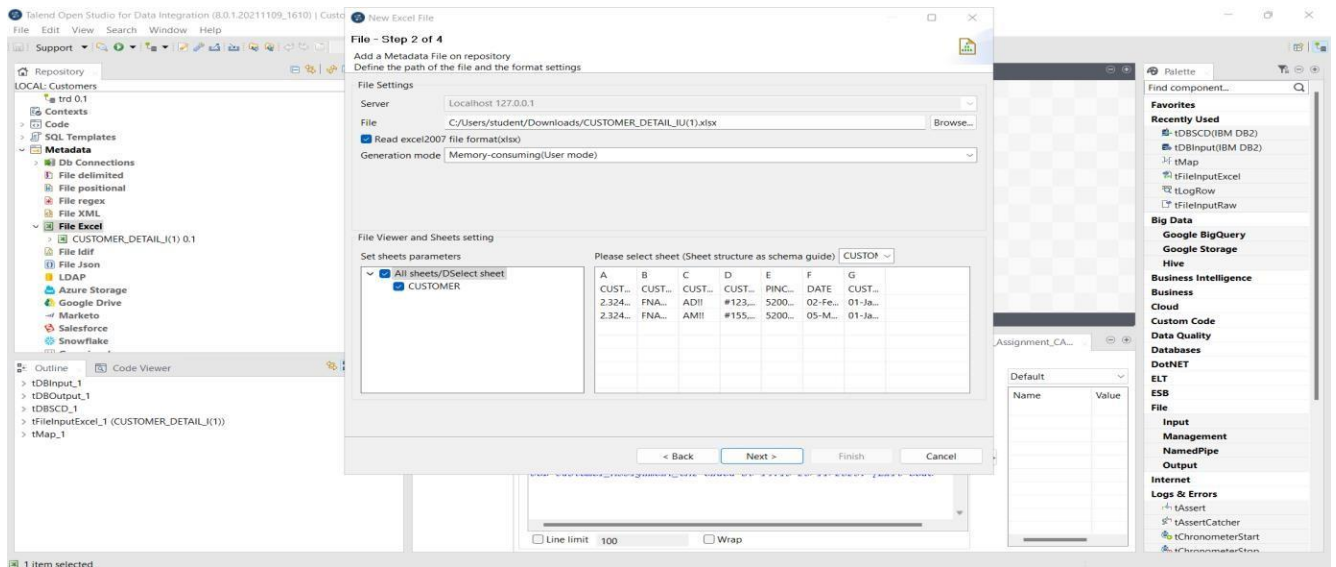 Talend Open Studio for Data Integration (8.0.1.20211109_1610) | Custo
File Edit View Search Window Help
Support
Repository
LOCAL: Customers
trd 0.1
Contexts
Code
SQL Templates
Metadata
Db Connections
File delimited
File positional
File regex
File XML
File Excel
CUSTOMER_DETAIL_I(1) 0.1
File ldif
File Json
LDAP
Azure Storage
Google Drive
Marketo
Salesforce
Snowflake
Outline Code Viewer
tDBInput_1
tDBOutput_1
tDBSCD_1
tFileInputExcel_1 (CUSTOMER_DETAIL_I(1))
tMap_1
1 item selected
New Excel File
File - Step 2 of 4
Add a Metadata File on repository
Define the path of the file and the format settings
File Settings
Server Localhost 127.0.0.1
File C:/Users/student/Downloads/CUSTOMER_DETAIL_IU(1).xlsx Browse...
Read excel2007 file format(xlsx)
Generation mode Memory-consuming(User mode)
File Viewer and Sheets setting
Set sheets parameters
All sheets/DSelect sheet
CUSTOMER
Please select sheet (Sheet structure as schema guide) CUSTOM
A B C D E F G
CUST... CUST... CUST... CUST... PINC... DATE CUST...
2.324... FNA... AD!! #123,... 5200... 02-Fe... 01-Ja...
2.324... FNA... AM!! #155,... 5200... 05-M... 01-Ja...
< Back Next > Finish Cancel
Line limit 100 Wrap
_Assignment_CA...
Default
Name Value
Palette
Find component...
Favorites
Recently Used
tDBSCD(IBM DB2)
tDBInput(IBM DB2)
tMap
tFileInputExcel
tLogRow
tFileInputRaw
Big Data
Google BigQuery
Google Storage
Hive
Business Intelligence
Business
Cloud
Custom Code
Data Quality
Databases
DotNET
ELT
ESB
File
Input
Management
NamedPipe
Output
Internet
Logs & Errors
tAssert
tAssertCatcher
tChronometerStart
tChronometerStop